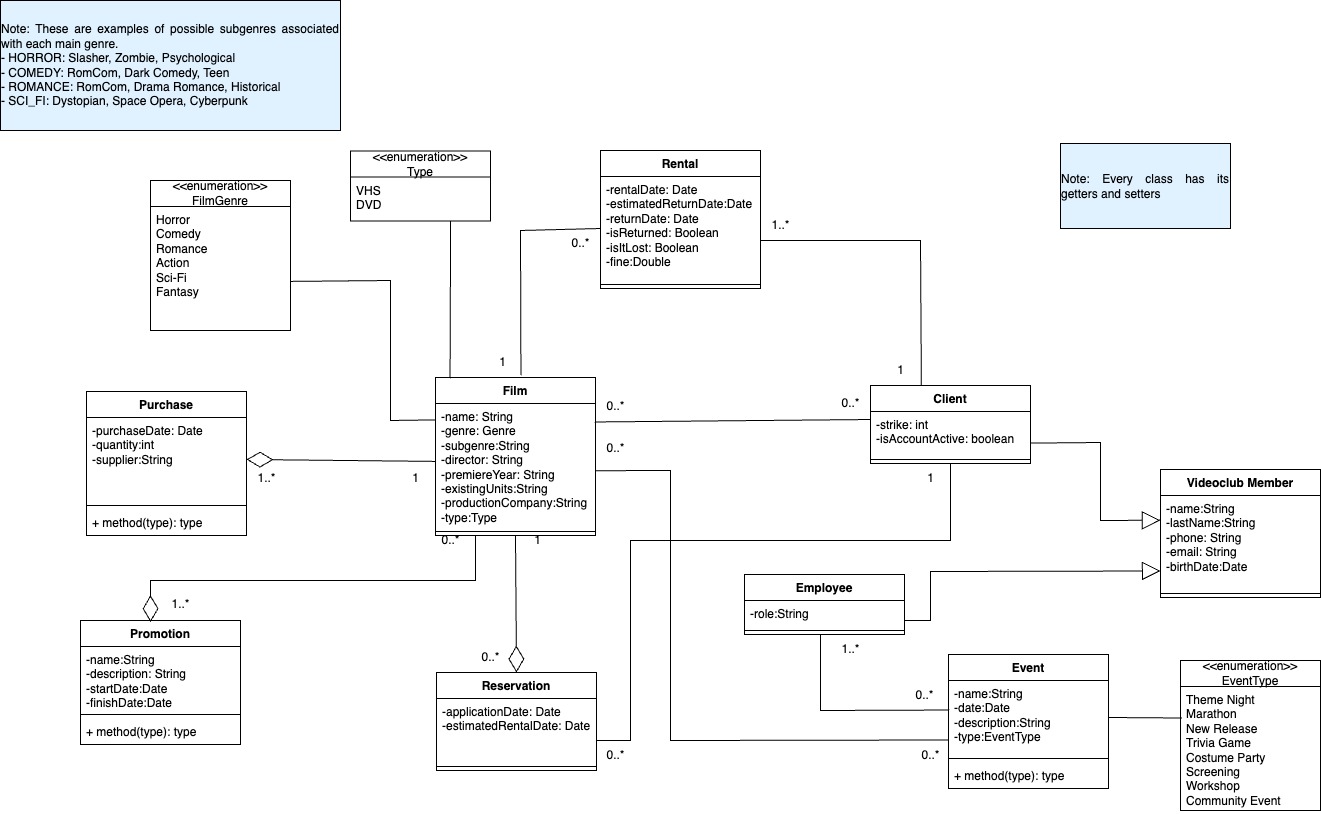 Note: These are examples of possible subgenres associated
with each main genre.
- HORROR: Slasher, Zombie, Psychological
- COMEDY: RomCom, Dark Comedy, Teen
- ROMANCE: RomCom, Drama Romance, Historical
- SCI_FI: Dystopian, Space Opera, Cyberpunk
<<enumeration>>
Type
VHS
DVD
<<enumeration>>
FilmGenre
Horror
Comedy
Romance
Action
Sci-Fi
Fantasy
Rental
-rentalDate: Date
-estimatedReturnDate:Date
-returnDate: Date
-isReturned: Boolean
-isItLost: Boolean
-fine:Double
Note: Every class has its
getters and setters
0..*
1..*
1
1
Purchase
-purchaseDate: Date
-quantity:int
-supplier:String
+ method(type): type
1..*
1
Film
-name: String
-genre: Genre
-subgenre:String
-director: String
-premiereYear: String
-existingUnits:String
-productionCompany:String
-type:Type
0..*
0..*
0..*
Client
-strike: int
-isAccountActive: boolean
1
Videoclub Member
-name:String
-lastName:String
-phone: String
-email: String
-birthDate:Date
0..*
1
1..*
Promotion
-name:String
-description: String
-startDate:Date
-finishDate:Date
+ method(type): type
0..*
Reservation
-applicationDate: Date
-estimatedRentalDate: Date
0..*
Employee
-role:String
1..*
0..*
0..*
Event
-name:String
-date:Date
-description:String
-type:EventType
+ method(type): type
<<enumeration>>
EventType
Theme Night
Marathon
New Release
Trivia Game
Costume Party
Screening
Workshop
Community Event